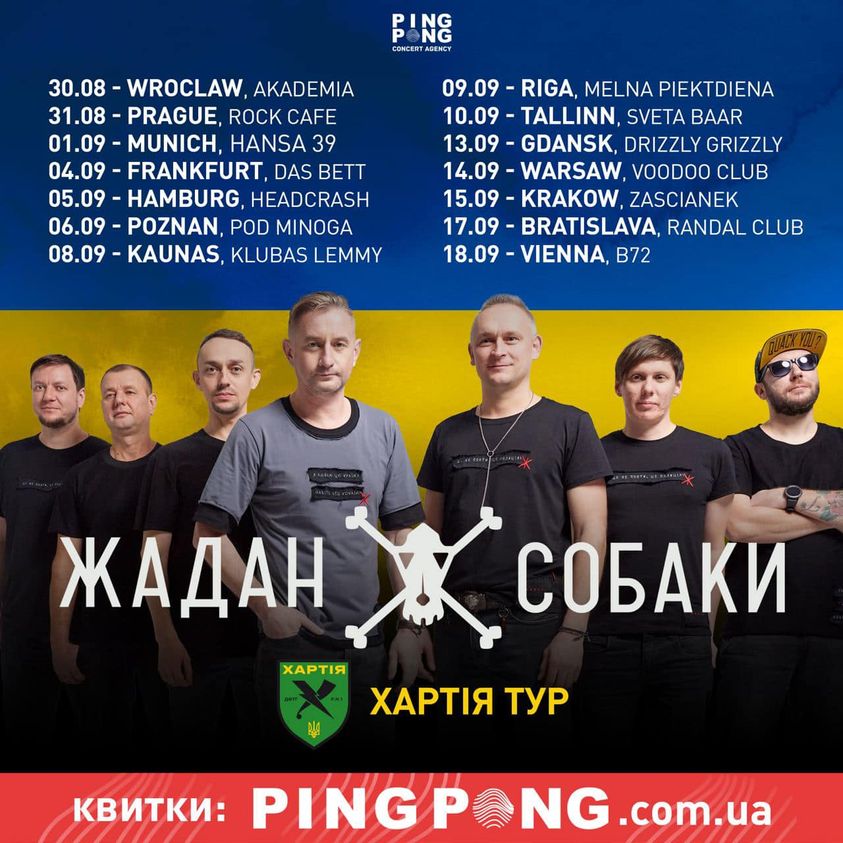 PING
PONG
CONCERT AGENCY
30.08 - WROCLAW, AKADEMIA
31.08 - PRAGUE, ROCK CAFE
01.09 - MUNICH, HANSA 39
04.09 - FRANKFURT, DAS BETT
05.09 - HAMBURG, HEADCRASH
06.09 - POZNAN, POD MINOGA
08.09 - KAUNAS, KLUBAS LEMMY
09.09 - RIGA, MELNA PIEKTDIENA
10.09 - TALLINN, SVETA BAAR
13.09 - GDANSK, DRIZZLY GRIZZLY
14.09 - WARSAW, VOODOO CLUB
15.09 - KRAKOW, ZASCIANEK
17.09 - BRATISLAVA, RANDAL CLUB
18.09 - VIENNA, B72
QUACK YOU?
ЖАДАН СОБАКИ
ХАРТІЯ
ХАРТІЯ ТУР
КВИТКИ: PING PONG.com.ua